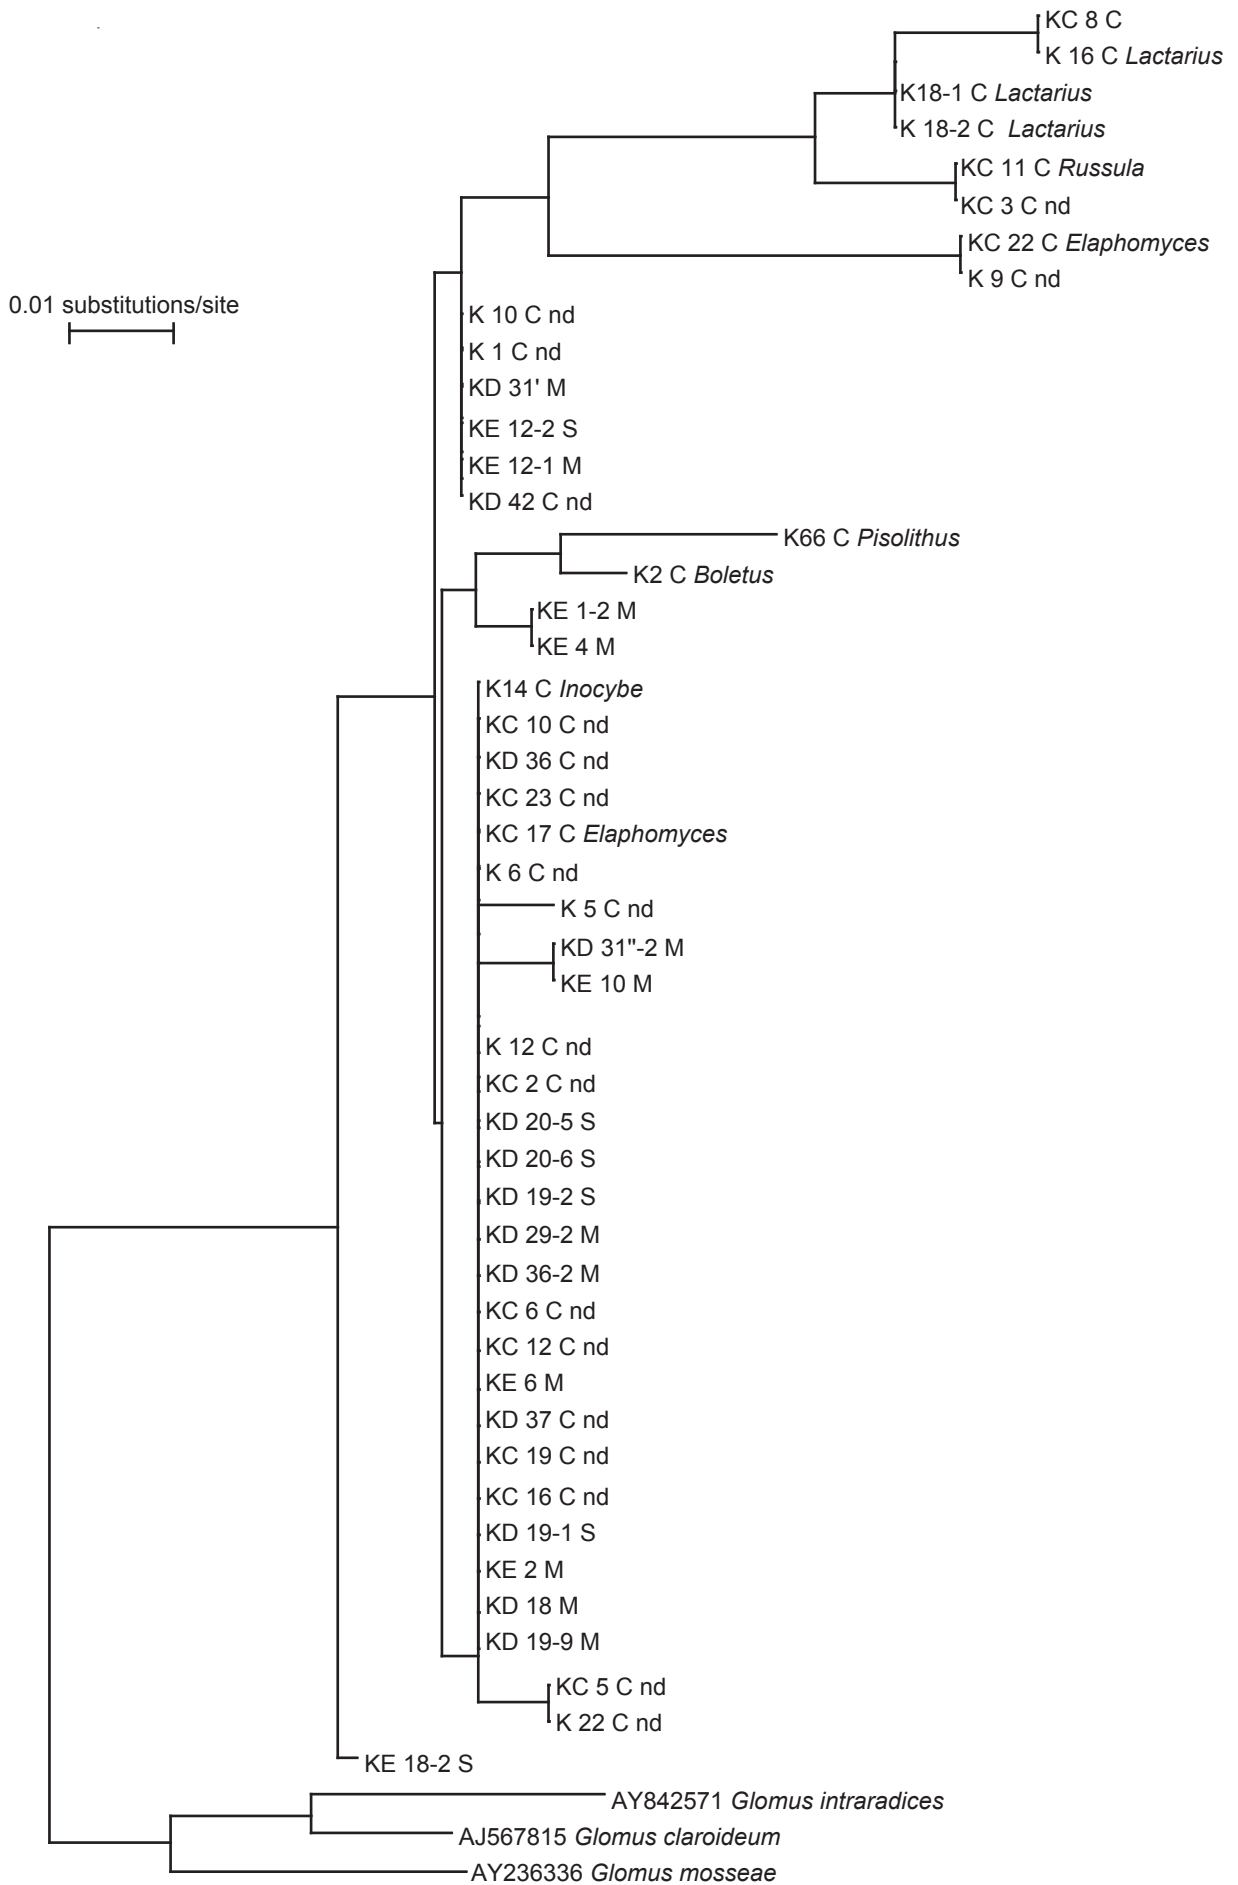 KC 8 C
K 16 C Lactarius
K18-1 C Lactarius
K 18-2 C Lactarius
KC 11 C Russula
KC 3 C nd
KC 22 C Elaphomyces
K 9 C nd
0.01 substitutions/site
K 10 C nd
K 1 C nd
KD 31' M
KE 12-2 S
KE 12-1 M
KD 42 C nd
K66 C Pisolithus
K2 C Boletus
KE 1-2 M
KE 4 M
K14 C Inocybe
KC 10 C nd
KD 36 C nd
KC 23 C nd
KC 17 C Elaphomyces
K 6 C nd
K 5 C nd
KD 31"-2 M
KE 10 M
K 12 C nd
KC 2 C nd
KD 20-5 S
KD 20-6 S
KD 19-2 S
KD 29-2 M
KD 36-2 M
KC 6 C nd
KC 12 C nd
KE 6 M
KD 37 C nd
KC 19 C nd
KC 16 C nd
KD 19-1 S
KE 2 M
KD 18 M
KD 19-9 M
KC 5 C nd
K 22 C nd
KE 18-2 S
AY842571 Glomus intraradices
AJ567815 Glomus claroideum
AY236336 Glomus mosseae